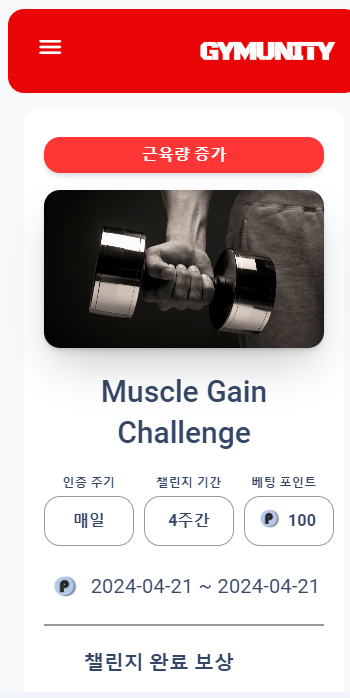 GYMUNITY
근육량 증가
Muscle Gain
Challenge
인증 주기 챌린지 기간 베팅 포인트
매일 4주간 P 100
P 2024-04-21 ~ 2024-04-21
챌린지 완료 보상